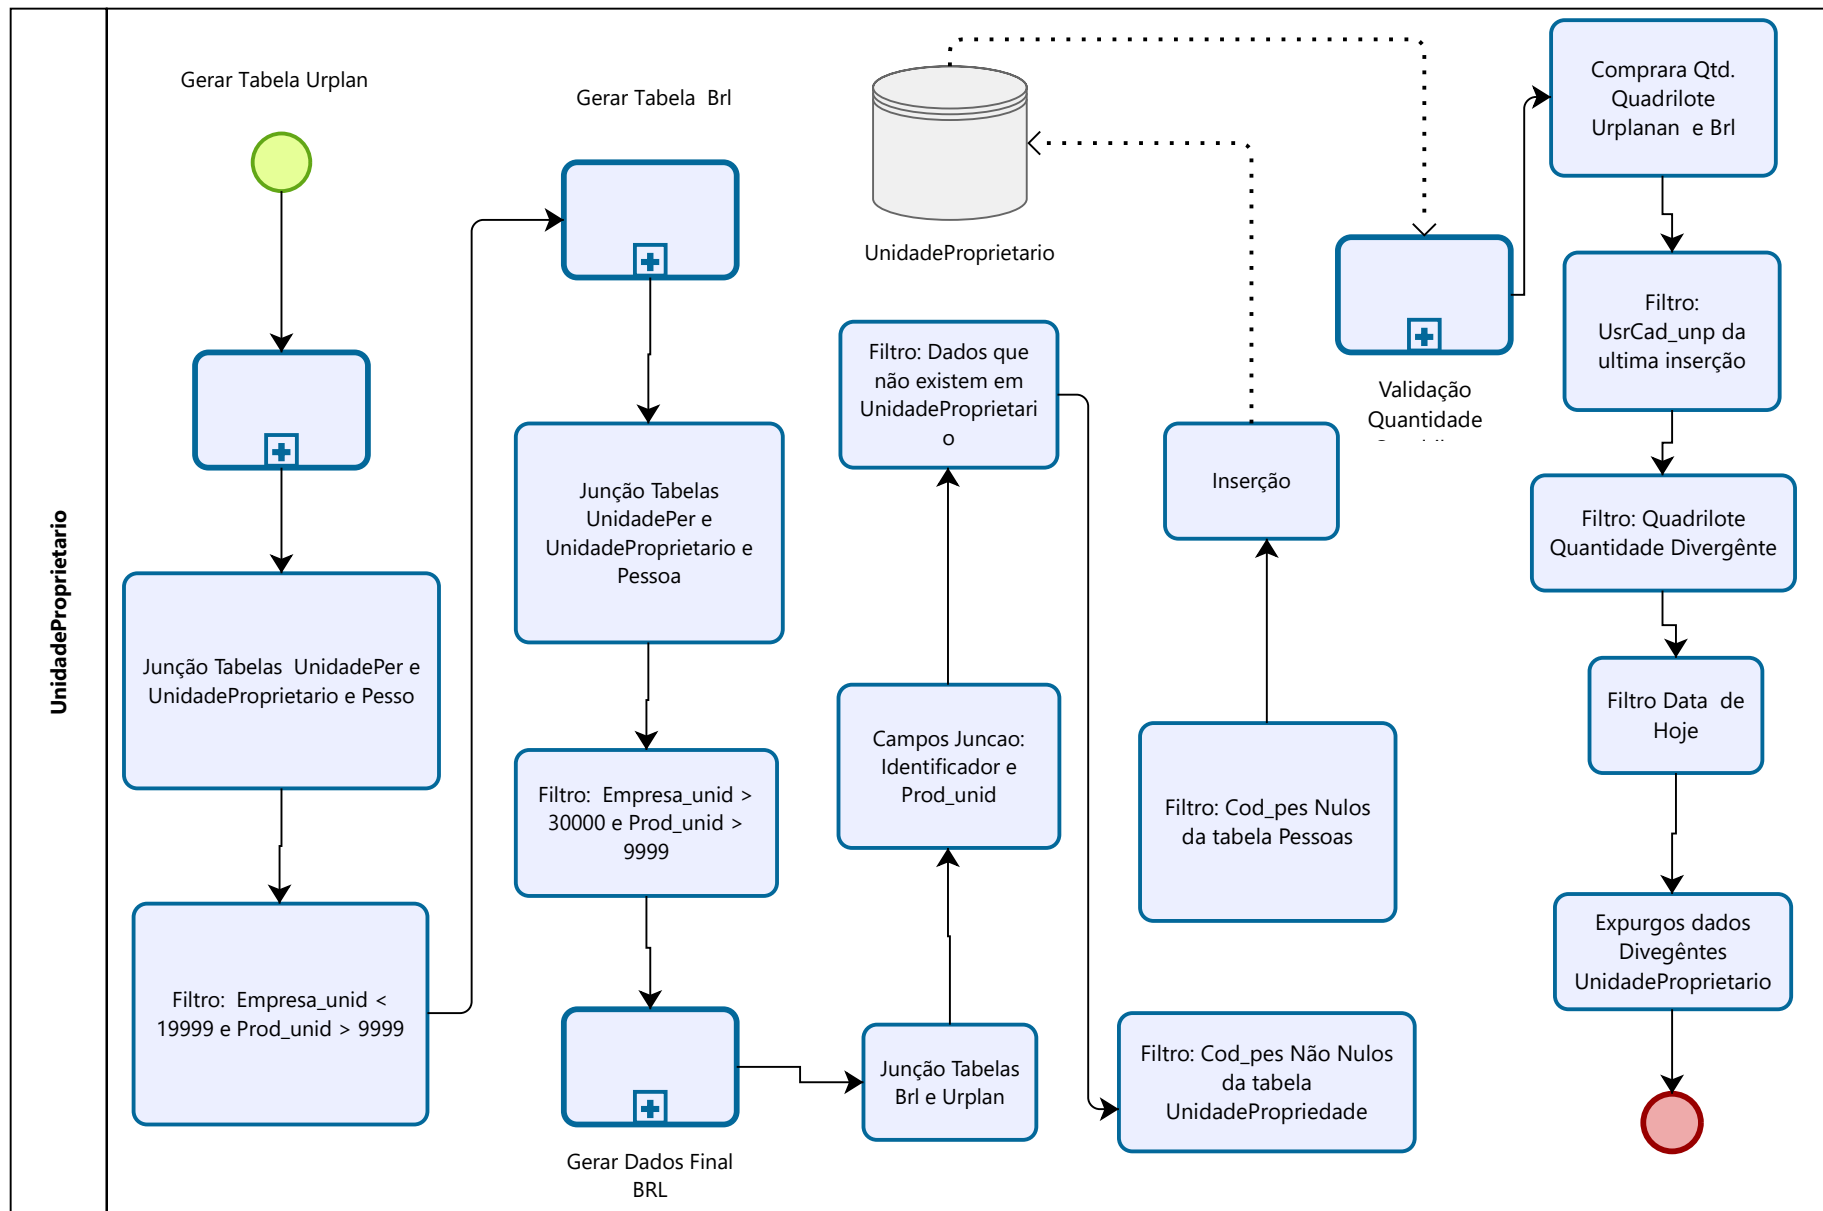 UnidadeProprietario
Gerar Tabela Urplan
Junção Tabelas  UnidadePer e
UnidadeProprietario e Pesso
Filtro:  Empresa_unid <
19999 e Prod_unid > 9999
Gerar Tabela  Brl
Junção Tabelas
UnidadePer e
UnidadeProprietario e
Pessoa
Filtro:  Empresa_unid >
30000 e Prod_unid >
9999
Gerar Dados Final
BRL
Junção Tabelas
Brl e Urplan
Campos Juncao:
Identificador e
Prod_unid
Filtro: Dados que
não existem em
UnidadeProprietari
o
Filtro: Cod_pes Não Nulos
da tabela
UnidadePropriedade
Filtro: Cod_pes Nulos
da tabela Pessoas
Inserção
UnidadeProprietario
Validação
Quantidade
Comprara Qtd.
Quadrilote
Urplanan  e Brl
Filtro:
UsrCad_unp da
ultima inserção
Filtro: Quadrilote
Quantidade Divergênte
Filtro Data  de
Hoje
Expurgos dados
Divegêntes
UnidadeProprietario